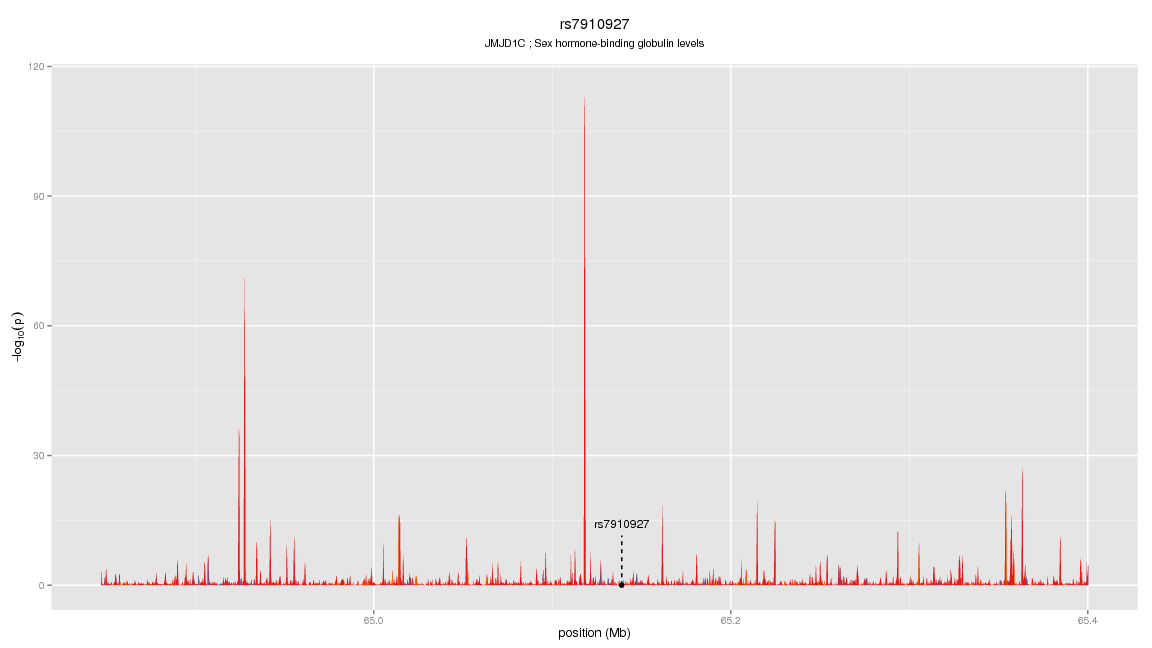 rs7910927
JMJD1C ; Sex hormone-binding globulin levels
120
90
60
30
0
−log10(p)
rs7910927
65.0
65.2
65.4
position (Mb)